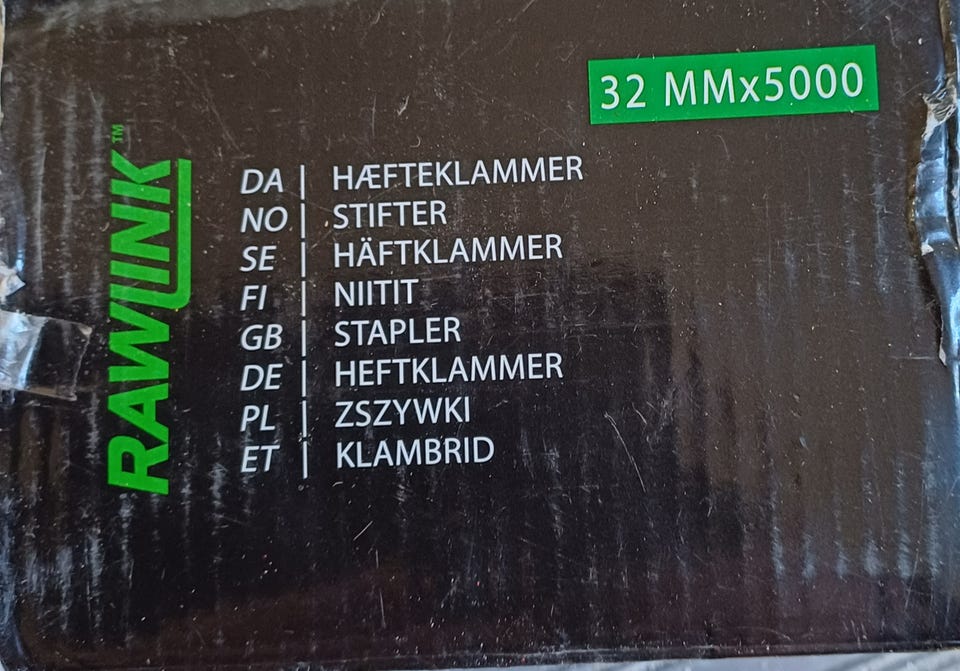 32 MMx5000
RAWLINK™
DA | HÆFTEKLAMMER
NO | STIFTER
SE | HÄFTKLAMMER
FI | NIITIT
GB | STAPLER
DE | HEFTKLAMMER
PL | ZSZYWKI
ET | KLAMBRID